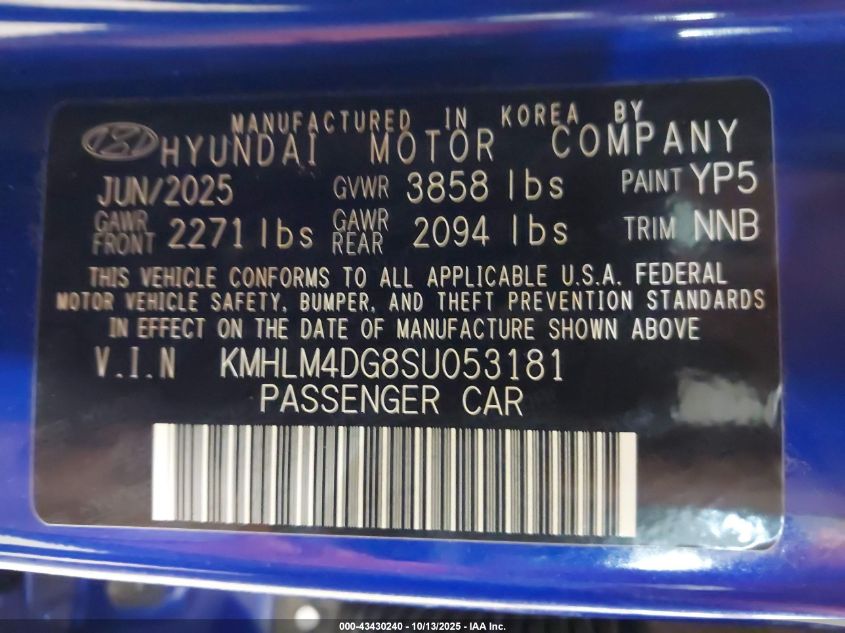 MANUFACTURED IN KOREA BY
HYUNDAI MOTOR COMPANY
JUN/2025 GVWR 3858 lbs PAINT YP5
GAWR FRONT 2271 lbs GAWR REAR 2094 lbs TRIM NNB
THIS VEHICLE CONFORMS TO ALL APPLICABLE U.S.A. FEDERAL
MOTOR VEHICLE SAFETY, BUMPER, AND THEFT PREVENTION STANDARDS
IN EFFECT ON THE DATE OF MANUFACTURE SHOWN ABOVE
V.I.N KMHLM4DG8SU053181
PASSENGER CAR
000-43430240 - 10/13/2025 - IAA Inc.